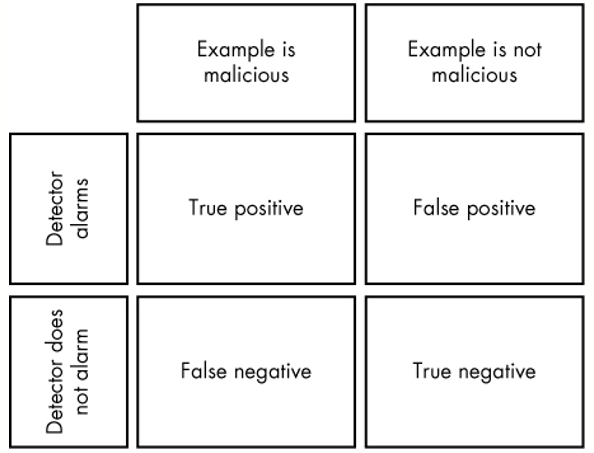 Example is
malicious
Example is not
malicious
Detector
alarms
True positive
False positive
Detector does
not alarm
False negative
True negative